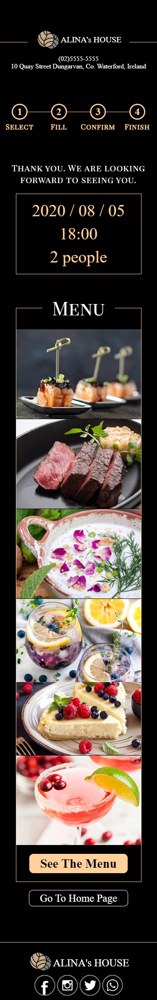 ALINA's HOUSE
(02)5555-5555
10 Quay Street Dungarvan, Co. Waterford, Ireland
1 2 3 4
Select Fill Confirm Finish
Thank you. We are looking
forward to seeing you.
2020 / 08 / 05
18:00
2 people
Menu
See The Menu
Go To Home Page
ALINA's HOUSE